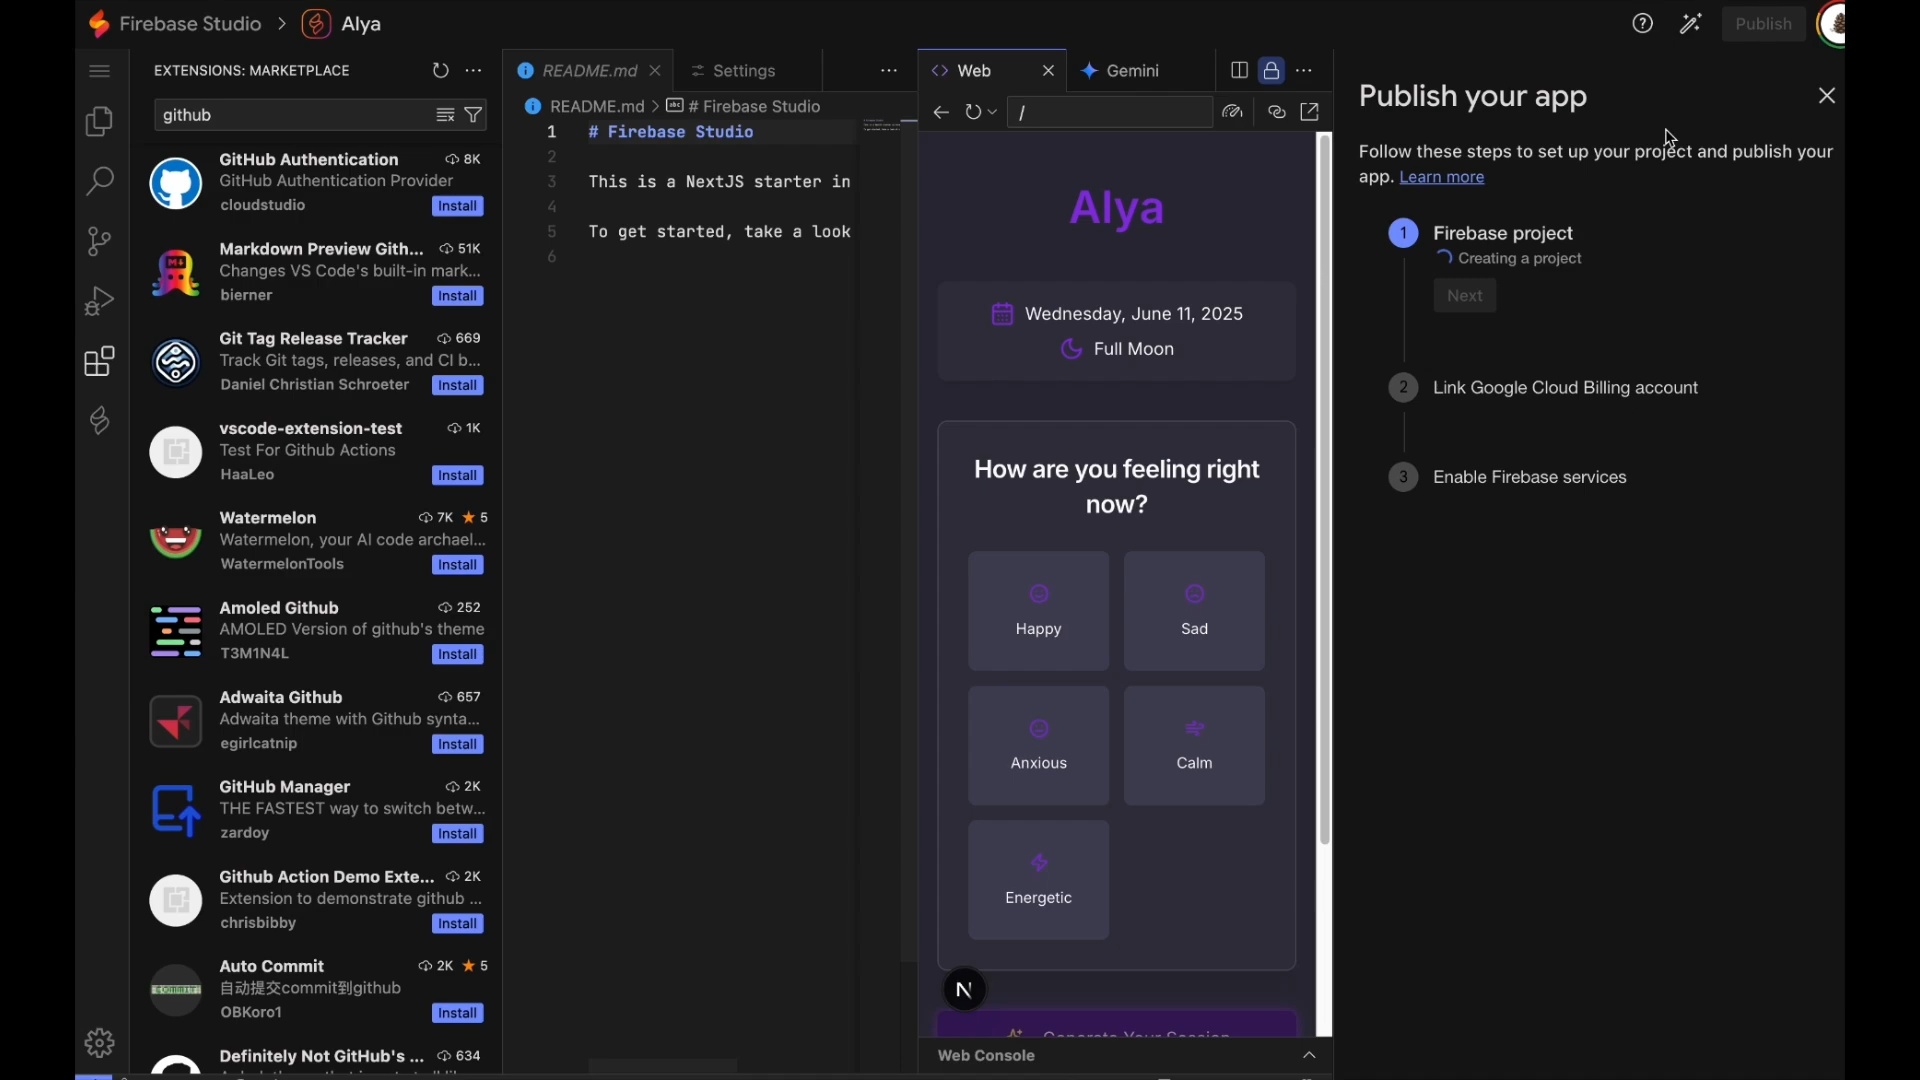 Firebase Studio > Alya
Publish
EXTENSIONS: MARKETPLACE
github
GitHub Authentication 8K
GitHub Authentication Provider
cloudstudio Install
Markdown Preview Gith... 51K
Changes VS Code's built-in mark...
bierner Install
Git Tag Release Tracker 669
Track Git tags, releases, and CI b...
Daniel Christian Schroeter Install
vscode-extension-test 1K
Test For Github Actions
HaaLeo Install
Watermelon 7K ★ 5
Watermelon, your AI code archael...
WatermelonTools Install
Amoled Github 252
AMOLED Version of github's theme
T3M1N4L Install
Adwaita Github 657
Adwaita theme with Github synta...
egirlcatnip Install
GitHub Manager 2K
THE FASTEST way to switch betw...
zardoy Install
Github Action Demo Exte... 2K
Extension to demonstrate github ...
chrisbibby Install
Auto Commit 2K ★ 5
自动提交commit到github
OBKoro1 Install
Definitely Not GitHub's ... 634
README.md
Settings
README.md > # Firebase Studio
1 # Firebase Studio
2
3 This is a NextJS starter in
4
5 To get started, take a look
6
Web
Gemini
/
Alya
Wednesday, June 11, 2025
Full Moon
How are you feeling right
now?
Happy
Sad
Anxious
Calm
Energetic
N
Generate Your Session
Web Console
Publish your app
Follow these steps to set up your project and publish your
app. Learn more
1 Firebase project
Creating a project
Next
2 Link Google Cloud Billing account
3 Enable Firebase services